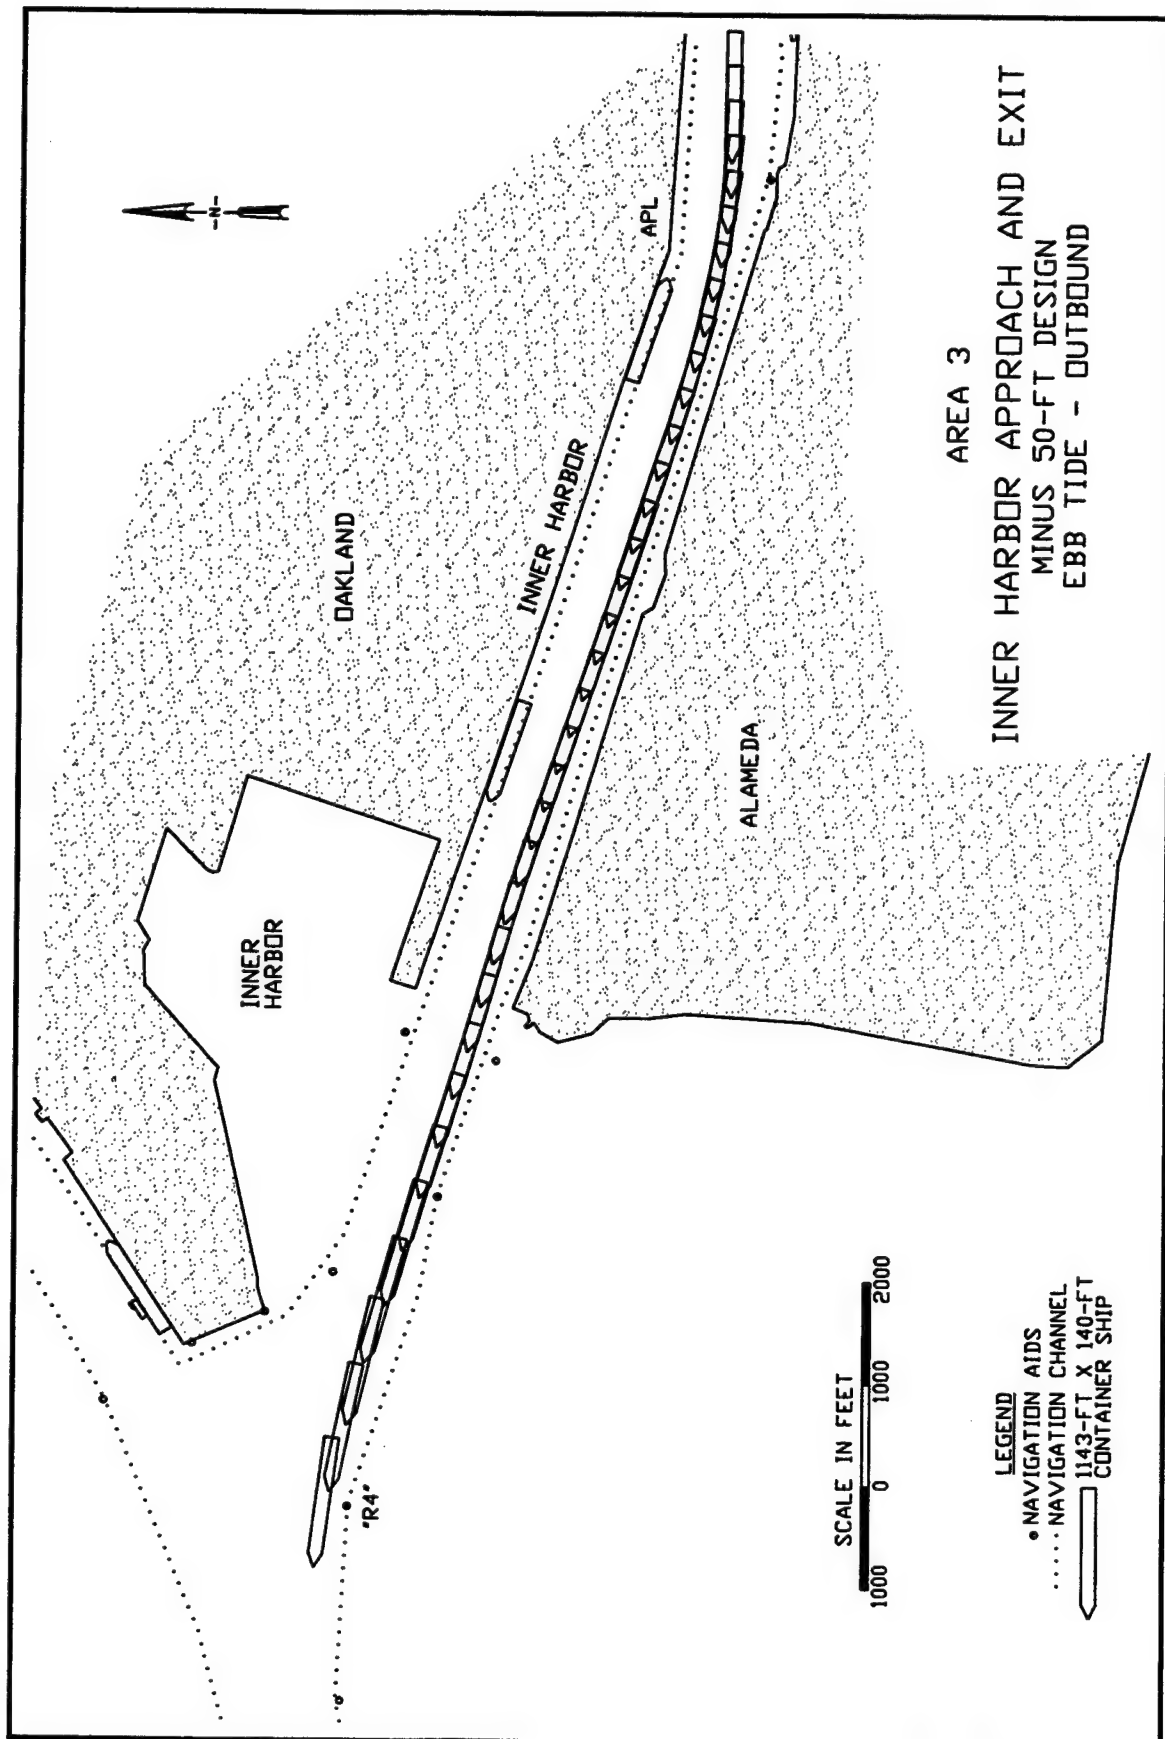 -N-
APL
OAKLAND
INNER HARBOR
INNER
HARBOR
ALAMEDA
"R4"
AREA 3
INNER HARBOR APPROACH AND EXIT
MINUS 50-FT DESIGN
EBB TIDE - OUTBOUND
SCALE IN FEET
1000 0 1000 2000
LEGEND
NAVIGATION AIDS
NAVIGATION CHANNEL
1143-FT X 140-FT
CONTAINER SHIP